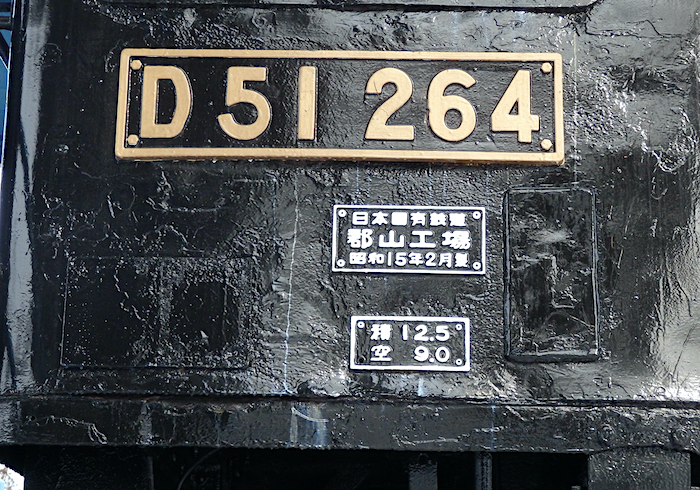 D51 264
日本國有鉄道
郡山工場
昭和15年2月製
積 12.5
空 9.0